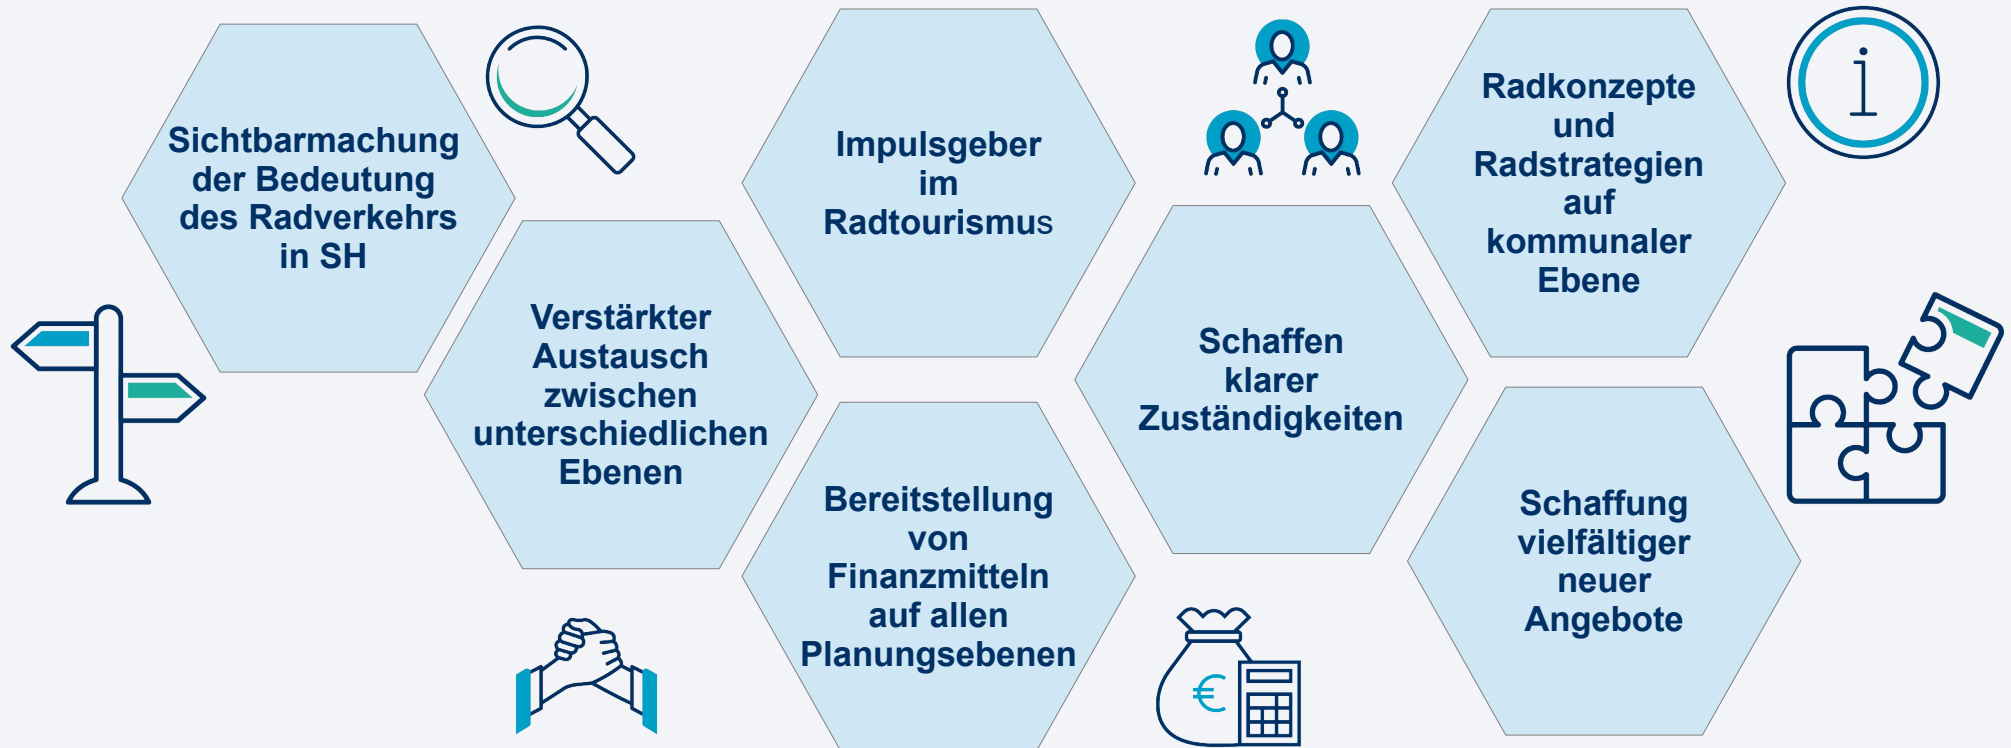 Sichtbarmachung
der Bedeutung
des Radverkehrs
in SH
Verstärkter
Austausch
zwischen
unterschiedlichen
Ebenen
Impulsgeber
im
Radtourismus
Bereitstellung
von
Finanzmitteln
auf allen
Planungsebenen
Schaffen
klarer
Zuständigkeiten
Radkonzepte
und
Radstrategien
auf
kommunaler
Ebene
Schaffung
vielfältiger
neuer
Angebote
i
€